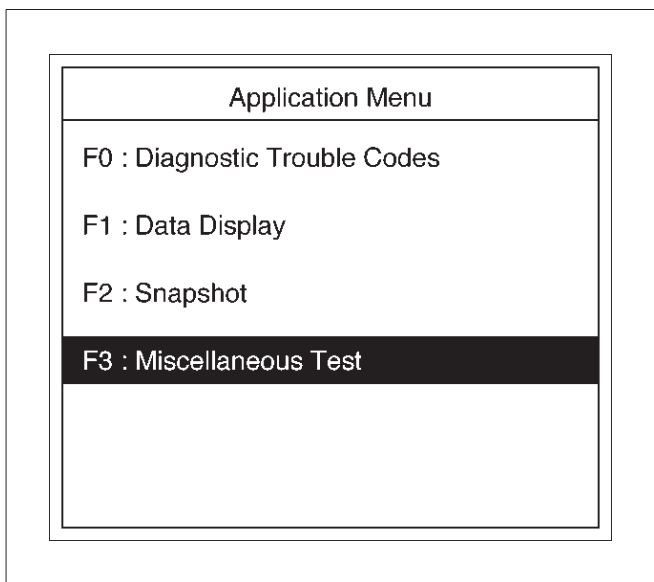 Application Menu
F0 : Diagnostic Trouble Codes
F1 : Data Display
F2 : Snapshot
F3 : Miscellaneous Test